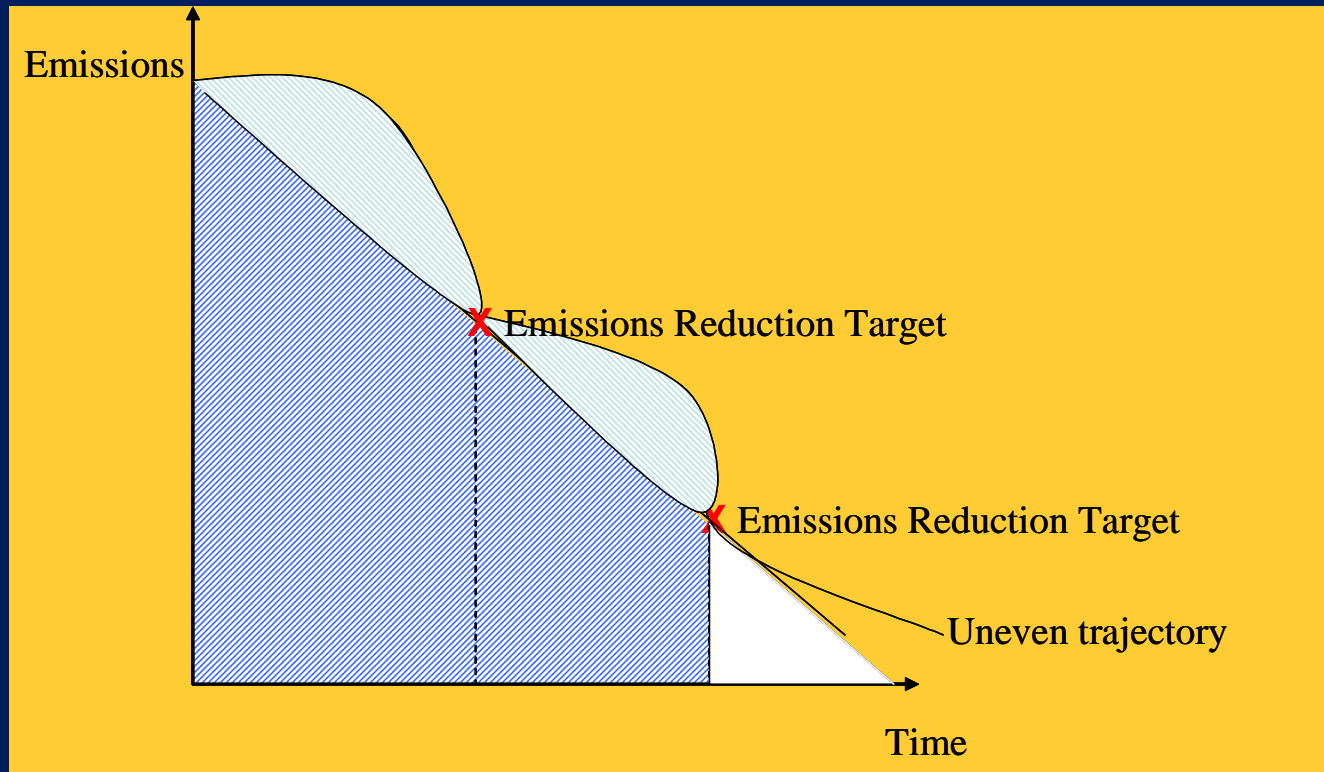 Emissions
X Emissions Reduction Target
X Emissions Reduction Target
Uneven trajectory
Time